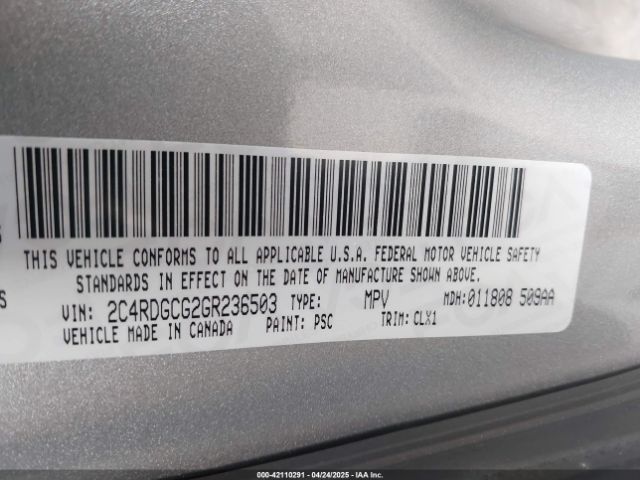 THIS VEHICLE CONFORMS TO ALL APPLICABLE U.S.A. FEDERAL MOTOR VEHICLE SAFETY
STANDARDS IN EFFECT ON THE DATE OF MANUFACTURE SHOWN ABOVE.
VIN: 2C4RDGCG2GR236503 TYPE: MPV MDH: 011808 509AA
VEHICLE MADE IN CANADA PAINT: PSC TRIM: CLX1
000-42110291 - 04/24/2025 - IAA Inc.